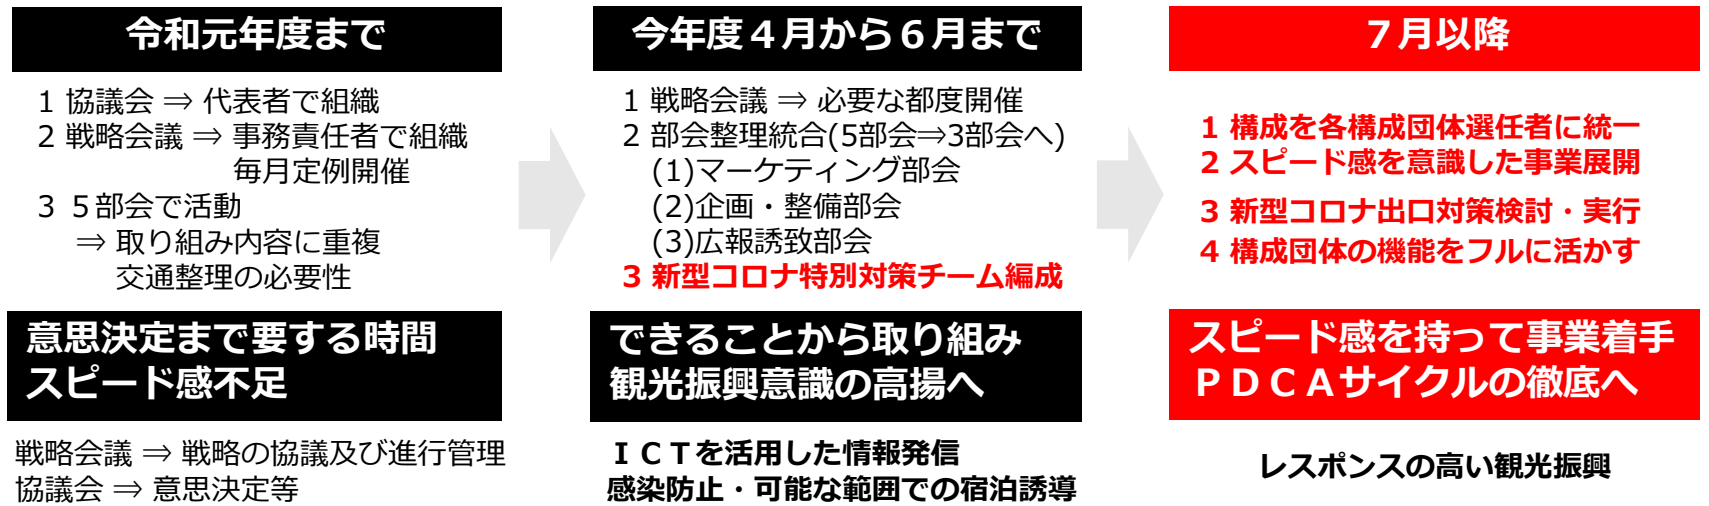 令和元年度まで
1 協議会 ⇒ 代表者で組織
2 戦略会議 ⇒ 事務責任者で組織
毎月定例開催
3 ５部会で活動
⇒ 取り組み内容に重複
交通整理の必要性
意思決定まで要する時間
スピード感不足
戦略会議 ⇒ 戦略の協議及び進行管理
協議会 ⇒ 意思決定等
今年度４月から６月まで
1 戦略会議 ⇒ 必要な都度開催
2 部会整理統合(5部会⇒3部会へ)
(1)マーケティング部会
(2)企画・整備部会
(3)広報誘致部会
3 新型コロナ特別対策チーム編成
できることから取り組み
観光振興意識の高揚へ
ＩＣＴを活用した情報発信
感染防止・可能な範囲での宿泊誘導
７月以降
1 構成を各構成団体選任者に統一
2 スピード感を意識した事業展開
3 新型コロナ出口対策検討・実行
4 構成団体の機能をフルに活かす
スピード感を持って事業着手
ＰＤＣＡサイクルの徹底へ
レスポンスの高い観光振興